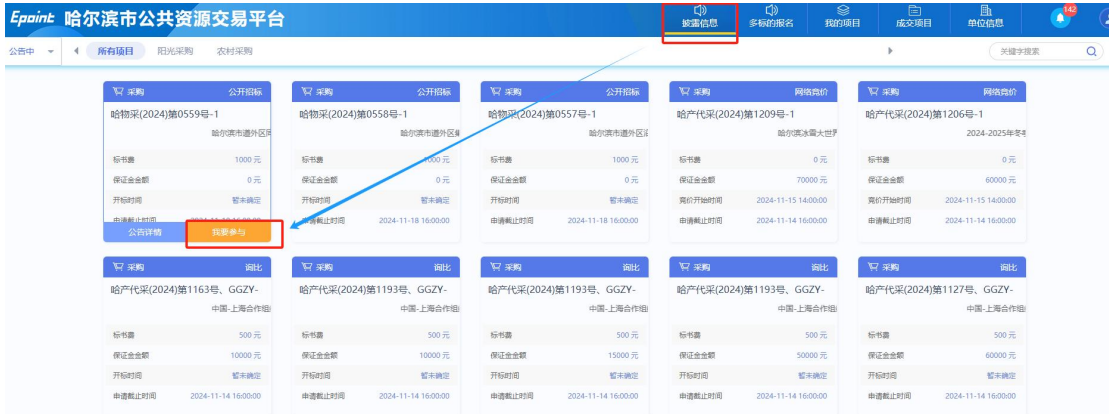 Epoint 哈尔滨市公共资源交易平台
披露信息 多标的报名 我的项目 成交项目 单位信息 142
公告中 所有项目 阳光采购 农村采购 关键字搜索
采购 公开招标 采购 公开招标 采购 公开招标 采购 网络竞价 采购 网络竞价
哈物采(2024)第0559号-1 哈物采(2024)第0558号-1 哈物采(2024)第0557号-1 哈产代采(2024)第1209号-1 哈产代采(2024)第1206号-1
哈尔滨市道外区 哈尔滨市道外区 哈尔滨市道外区 哈尔滨冰雪大世界 2024-2025年冬
标书费 1000 元 标书费 1000 元 标书费 1000 元 标书费 0 元 标书费 0 元
保证金金额 0 元 保证金金额 0 元 保证金金额 0 元 保证金金额 70000 元 保证金金额 60000 元
开标时间 暂未确定 开标时间 暂未确定 开标时间 暂未确定 竞价开始时间 2024-11-15 14:00:00 竞价开始时间 2024-11-15 14:00:00
申请截止时间 申请截止时间 2024-11-18 16:00:00 申请截止时间 2024-11-18 16:00:00 申请截止时间 2024-11-14 16:00:00 申请截止时间 2024-11-14 16:00:00
公告详情 我要参与
采购 询比 采购 询比 采购 询比 采购 询比 采购 询比
哈产代采(2024)第1163号、GGZY- 哈产代采(2024)第1193号、GGZY- 哈产代采(2024)第1193号、GGZY- 哈产代采(2024)第1193号、GGZY- 哈产代采(2024)第1127号、GGZY-
中国-上海合作组 中国-上海合作组 中国-上海合作组 中国-上海合作组 中国-上海合作组
标书费 500 元 标书费 500 元 标书费 500 元 标书费 500 元 标书费 500 元
保证金金额 10000 元 保证金金额 10000 元 保证金金额 15000 元 保证金金额 50000 元 保证金金额 60000 元
开标时间 暂未确定 开标时间 暂未确定 开标时间 暂未确定 开标时间 暂未确定 开标时间 暂未确定
申请截止时间 2024-11-14 16:00:00 申请截止时间 2024-11-14 16:00:00 申请截止时间 2024-11-14 16:00:00 申请截止时间 2024-11-14 16:00:00 申请截止时间 2024-11-14 16:00:00